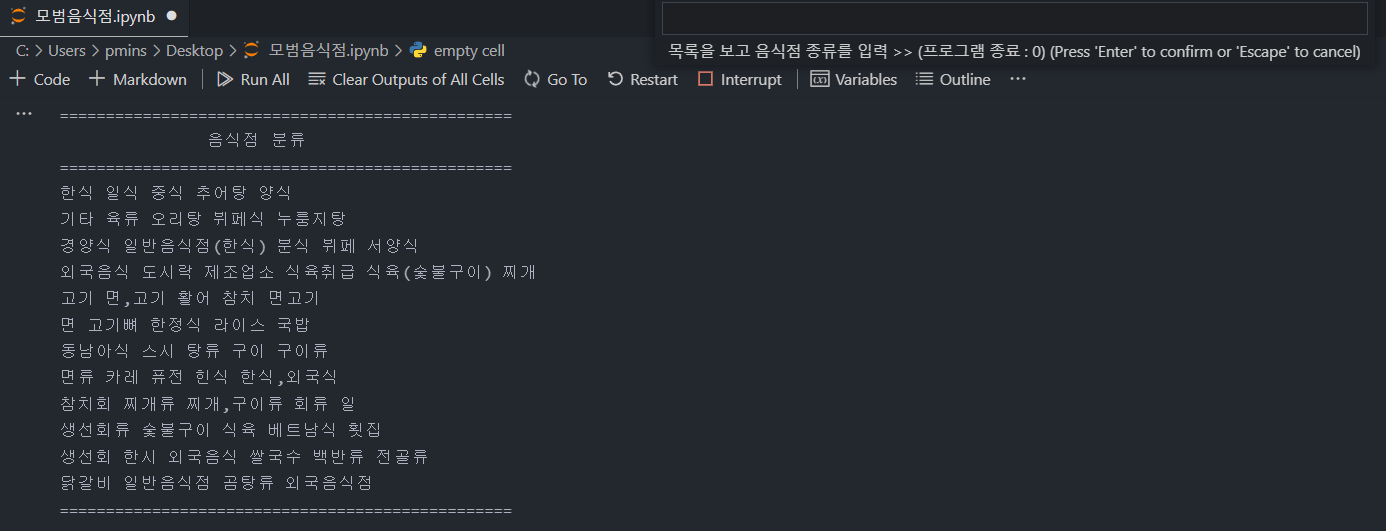 모범음식점.ipynb ●
목록을 보고 음식점 종류를 입력 >> (프로그램 종료 : 0) (Press 'Enter' to confirm or 'Escape' to cancel)
C: > Users > pmins > Desktop > 모범음식점.ipynb > empty cell
+ Code + Markdown | Run All Clear Outputs of All Cells Go To Restart Interrupt | Variables Outline ...
... =================================================
음식점 분류
=================================================
한식 일식 중식 추어탕 양식
기타 육류 오리탕 뷔페식 누룽지탕
경양식 일반음식점(한식) 분식 뷔페 서양식
외국음식 도시락 제조업소 식육취급 식육(숯불구이) 찌개
고기 면,고기 활어 참치 면고기
면 고기뼈 한정식 라이스 국밥
동남아식 스시 탕류 구이 구이류
면류 카레 퓨전 힌식 한식,외국식
참치회 찌개류 찌개,구이류 회류 일
생선회류 숯불구이 식육 베트남식 횟집
생선회 한시 외국음식 쌀국수 백반류 전골류
닭갈비 일반음식점 곰탕류 외국음식점
=================================================